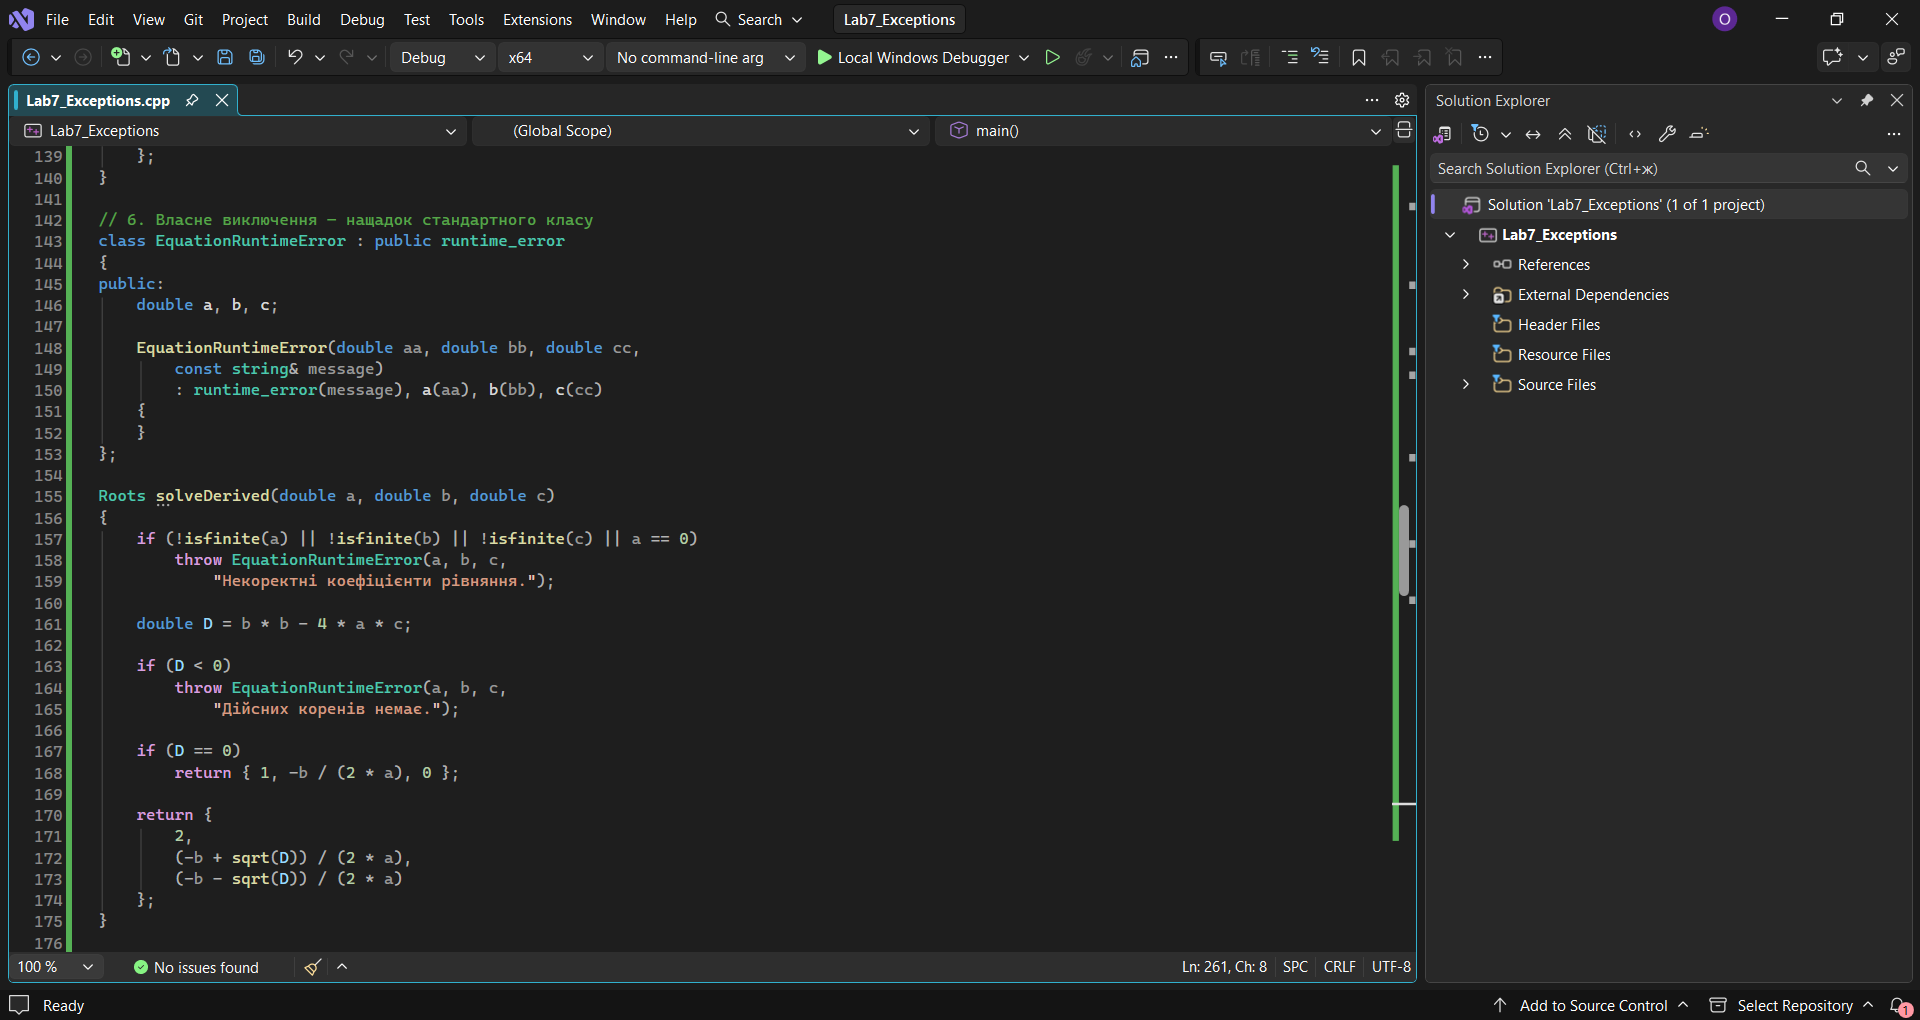 File Edit View Git Project Build Debug Test Tools Extensions Window Help Search Lab7_Exceptions O
Debug x64 No command-line arg Local Windows Debugger
Lab7_Exceptions.cpp
Lab7_Exceptions (Global Scope) main()
139 };
140 }
141
142 // 6. Власне виключення — нащадок стандартного класу
143 class EquationRuntimeError : public runtime_error
144 {
145 public:
146 double a, b, c;
147
148 EquationRuntimeError(double aa, double bb, double cc,
149 const string& message)
150 : runtime_error(message), a(aa), b(bb), c(cc)
151 {
152 }
153 };
154
155 Roots solveDerived(double a, double b, double c)
156 {
157 if (!isfinite(a) || !isfinite(b) || !isfinite(c) || a == 0)
158 throw EquationRuntimeError(a, b, c,
159 "Некоректні коефіцієнти рівняння.");
160
161 double D = b * b - 4 * a * c;
162
163 if (D < 0)
164 throw EquationRuntimeError(a, b, c,
165 "Дійсних коренів немає.");
166
167 if (D == 0)
168 return { 1, -b / (2 * a), 0 };
169
170 return {
171 2,
172 (-b + sqrt(D)) / (2 * a),
173 (-b - sqrt(D)) / (2 * a)
174 };
175 }
176
100 % No issues found Ln: 261, Ch: 8 SPC CRLF UTF-8
Solution Explorer
Search Solution Explorer (Ctrl+ж)
Solution 'Lab7_Exceptions' (1 of 1 project)
Lab7_Exceptions
References
External Dependencies
Header Files
Resource Files
Source Files
Ready Add to Source Control Select Repository 1